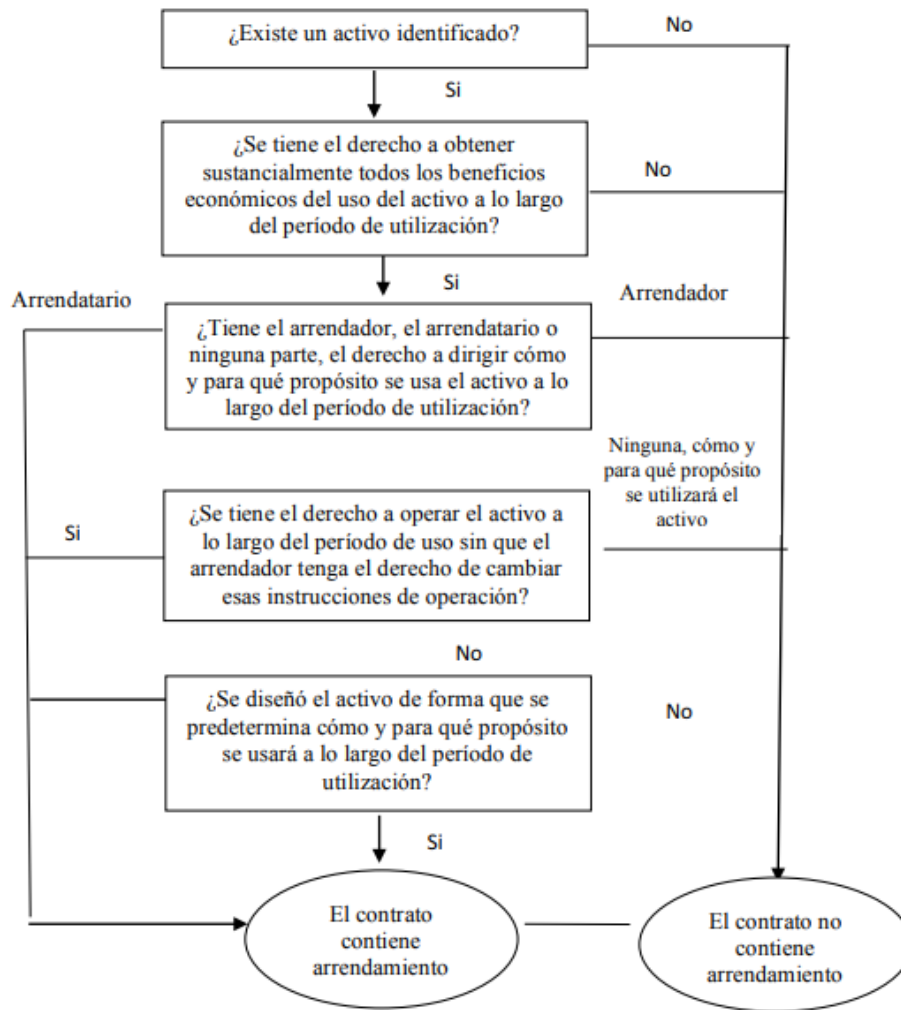 ¿Existe un activo identificado?
No
Si
¿Se tiene el derecho a obtener
sustancialmente todos los beneficios
económicos del uso del activo a lo largo
del período de utilización?
No
Si
Arrendatario
Arrendador
¿Tiene el arrendador, el arrendatario o
ninguna parte, el derecho a dirigir cómo
y para qué propósito se usa el activo a lo
largo del período de utilización?
Ninguna, cómo y
para qué propósito
se utilizará el
activo
Si
¿Se tiene el derecho a operar el activo a
lo largo del período de uso sin que el
arrendador tenga el derecho de cambiar
esas instrucciones de operación?
No
¿Se diseñó el activo de forma que se
predetermina cómo y para qué propósito
se usará a lo largo del período de
utilización?
No
Si
El contrato
contiene
arrendamiento
El contrato no
contiene
arrendamiento